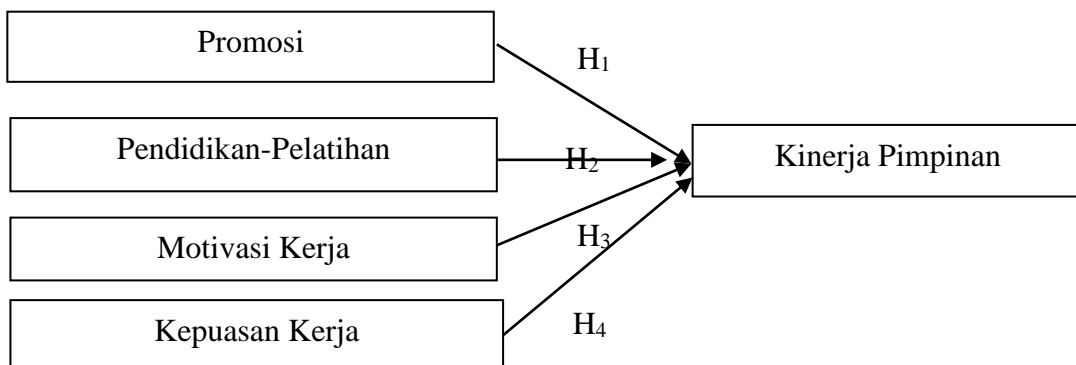 Promosi
H₁
Pendidikan-Pelatihan
H₂
Kinerja Pimpinan
Motivasi Kerja
H₃
Kepuasan Kerja
H₄